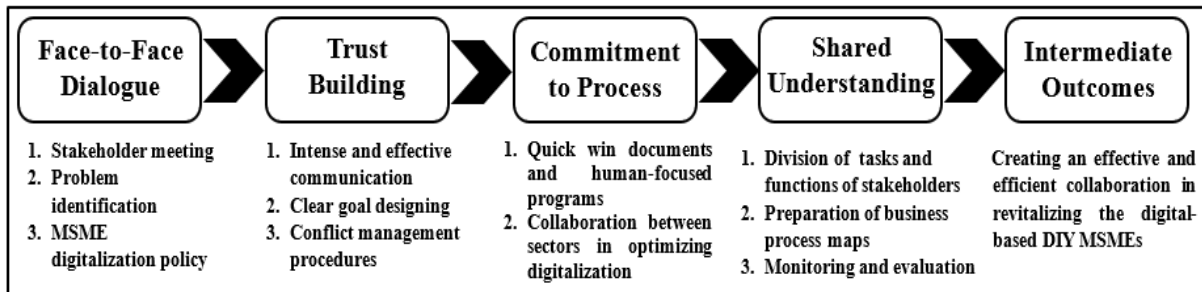 Face-to-Face
Dialogue
Trust
Building
Commitment
to Process
Shared
Understanding
Intermediate
Outcomes
1. Stakeholder meeting
2. Problem
identification
3. MSME
digitalization policy
1. Intense and effective
communication
2. Clear goal designing
3. Conflict management
procedures
1. Quick win documents
and human-focused
programs
2. Collaboration between
sectors in optimizing
digitalization
1. Division of tasks and
functions of stakeholders
2. Preparation of business
process maps
3. Monitoring and evaluation
Creating an effective and
efficient collaboration in
revitalizing the digital-
based DIY MSMEs